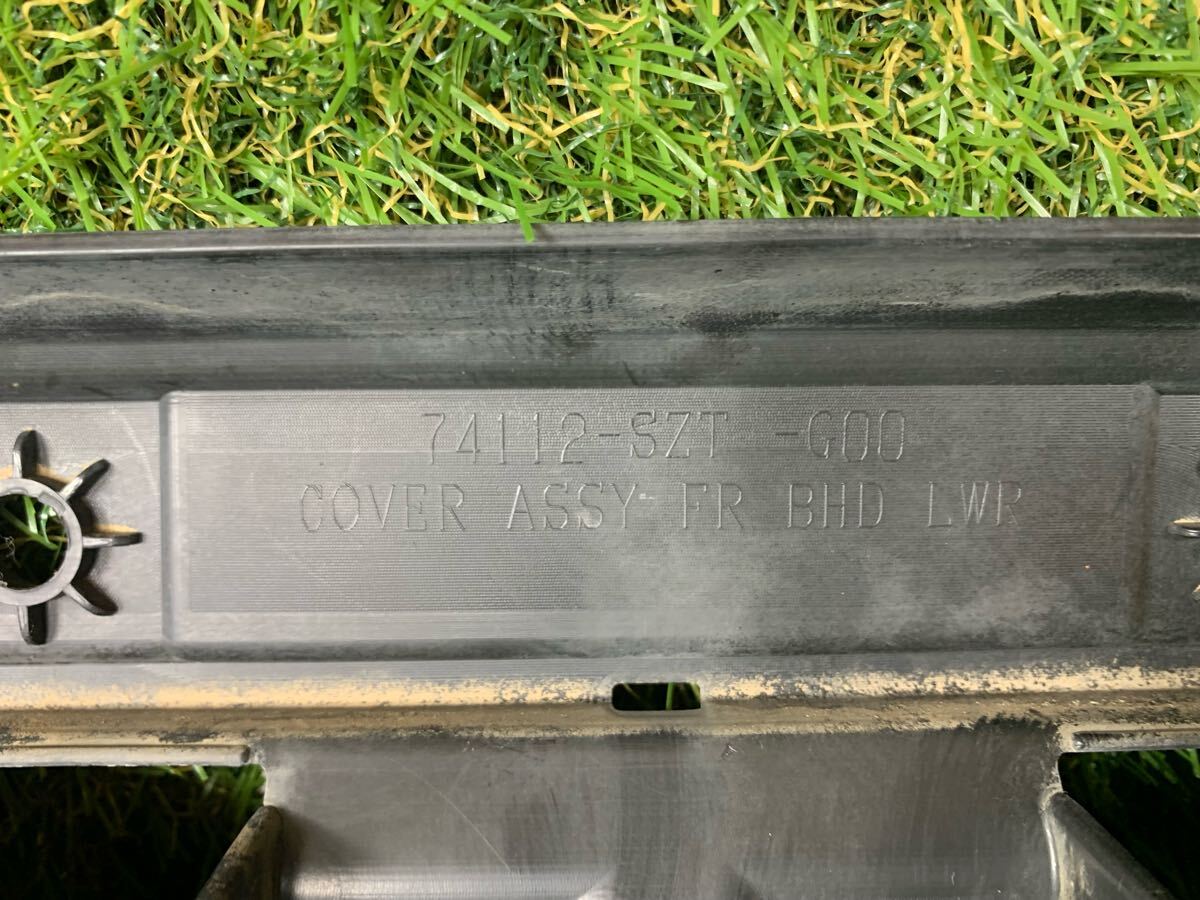 74112-SZT -G00
COVER ASSY FR BHD LWR